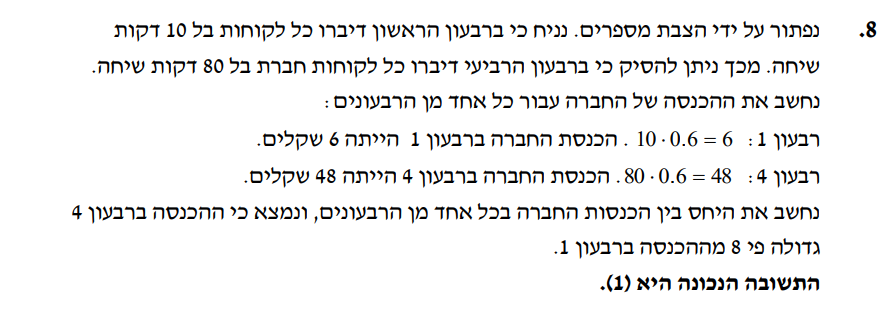 8. נפתור על ידי הצבת מספרים. נניח כי ברבעון הראשון דיברו כל לקוחות בל 10 דקות
שיחה. מכך ניתן להסיק כי ברבעון הרביעי דיברו כל לקוחות חברת בל 80 דקות שיחה.
נחשב את ההכנסה של החברה עבור כל אחד מן הרבעונים:
רבעון 1: 10 · 0.6 = 6 . הכנסת החברה ברבעון 1 הייתה 6 שקלים.
רבעון 4: 80 · 0.6 = 48 . הכנסת החברה ברבעון 4 הייתה 48 שקלים.
נחשב את היחס בין הכנסות החברה בכל אחד מן הרבעונים, ונמצא כי ההכנסה ברבעון 4
גדולה פי 8 מההכנסה ברבעון 1.
התשובה הנכונה היא (1).